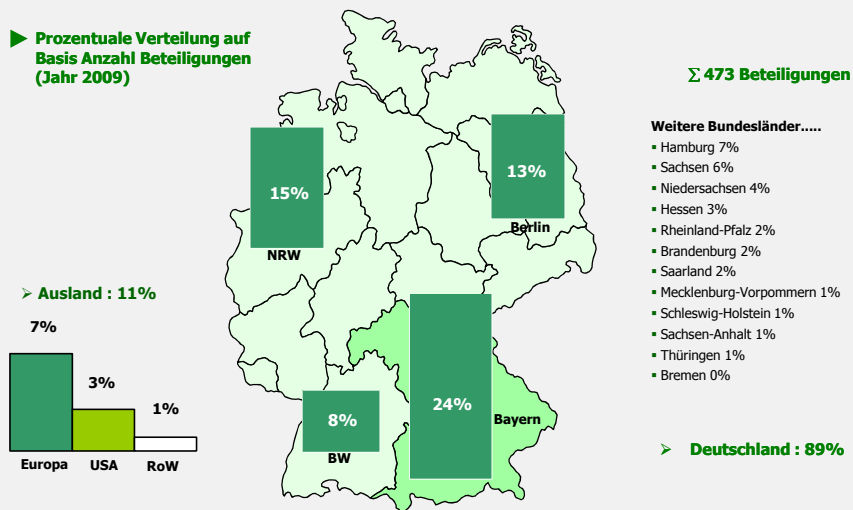 ► Prozentuale Verteilung auf
Basis Anzahl Beteiligungen
(Jahr 2009)
Σ 473 Beteiligungen
Weitere Bundesländer.....
▪ Hamburg 7%
▪ Sachsen 6%
▪ Niedersachsen 4%
▪ Hessen 3%
▪ Rheinland-Pfalz 2%
▪ Brandenburg 2%
▪ Saarland 2%
▪ Mecklenburg-Vorpommern 1%
▪ Schleswig-Holstein 1%
▪ Sachsen-Anhalt 1%
▪ Thüringen 1%
▪ Bremen 0%
➢ Deutschland : 89%
15%
NRW
13%
Berlin
8%
BW
24%
Bayern
➢ Ausland : 11%
7%
3%
1%
Europa
USA
RoW